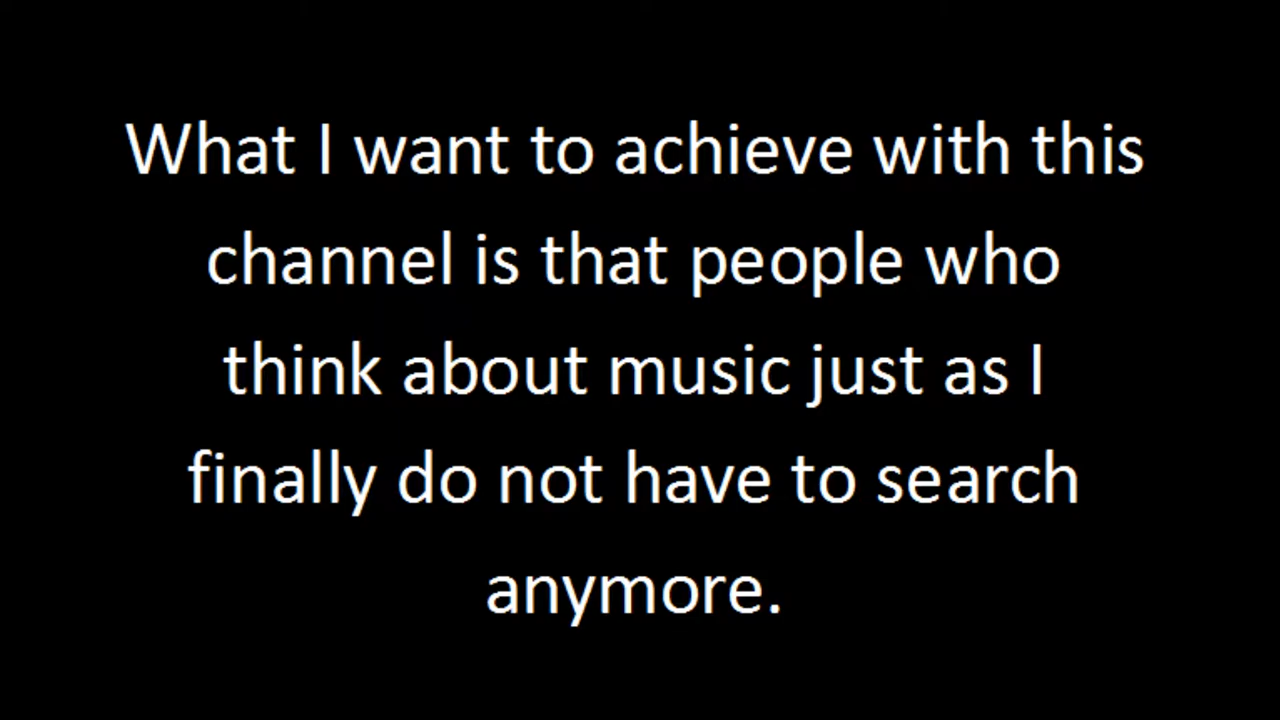 What I want to achieve with this
channel is that people who
think about music just as I
finally do not have to search
anymore.